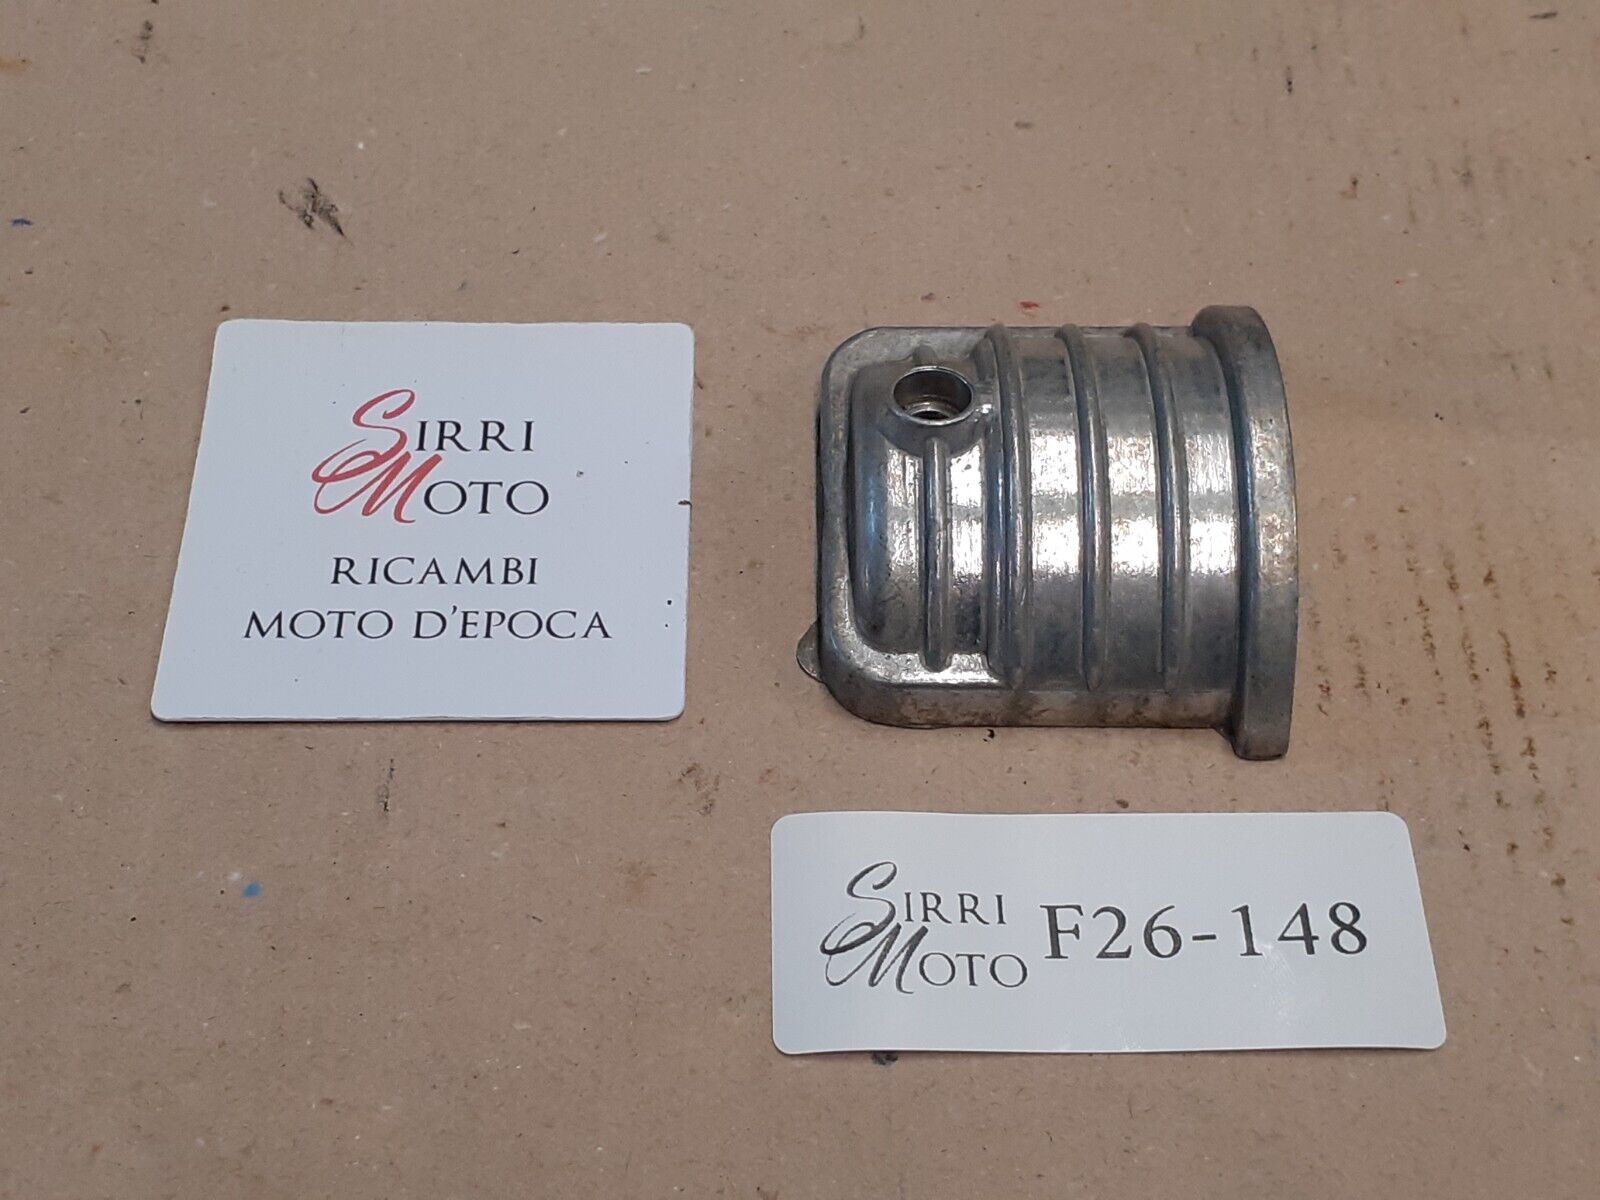 SIRRI
MOTO
RICAMBI
MOTO D'EPOCA
SIRRI
MOTO
F26-148